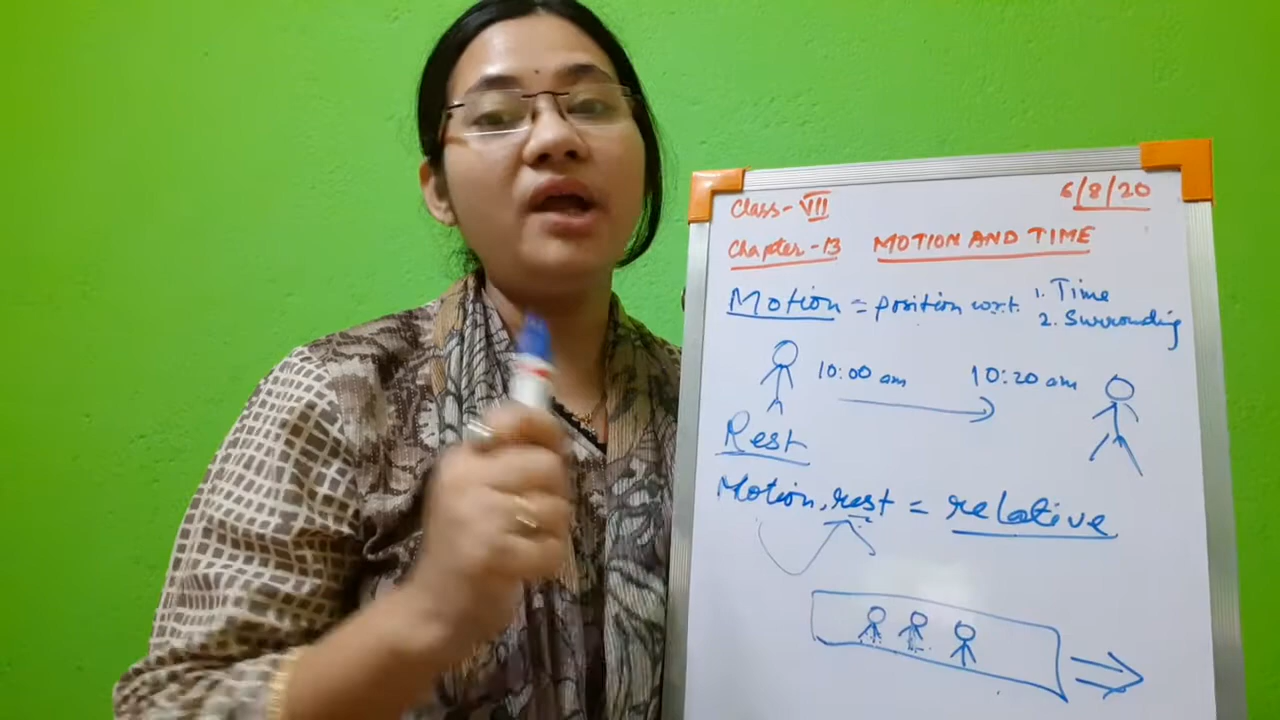 Class- VII
6/8/20
Chapter-13 MOTION AND TIME
Motion = position w.r.t. 1. Time
2. Surrounding
10:00 am 10:20 am
Rest
Motion, rest = relative